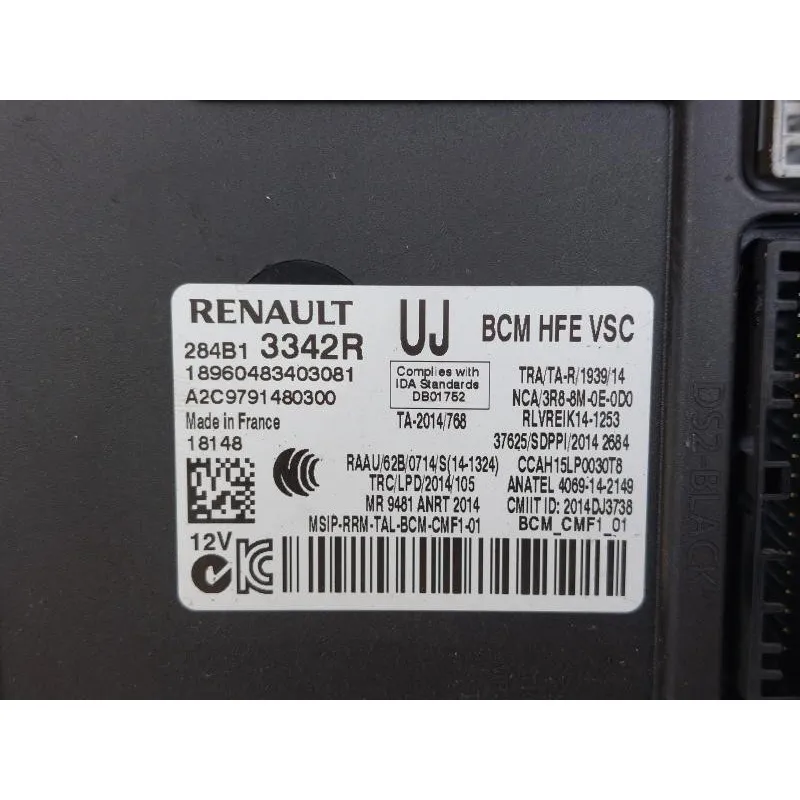 RENAULT UJ BCM HFE VSC
284B1 3342R
18960483403081
A2C9791480300
Made in France
18148
Complies with
IDA Standards
DB01752
TA-2014/768
TRA/TA-R/1939/14
NCA/3R8-8M-0E-0D0
RLVREIK14-1253
37625/SDPPI/2014 2684
RAAU/62B/0714/S(14-1324) CCAH15LP0030T8
TRC/LPD/2014/105 ANATEL 4069-14-2149
MR 9481 ANRT 2014 CMIIT ID: 2014DJ3738
MSIP-RRM-TAL-BCM-CMF1-01 BCM_CMF1_01
12V
DS2-BLACK